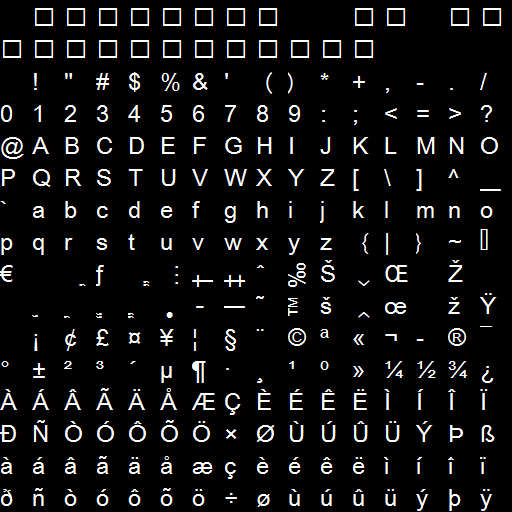 □ □ □ □ □ □ □ □ □ □ □ □
□ □ □ □ □ □ □ □ □ □ □ □
! " # $ % & ' ( ) * + , - . /
0 1 2 3 4 5 6 7 8 9 : ; < = > ?
@ A B C D E F G H I J K L M N O
P Q R S T U V W X Y Z [ \ ] ^ _
` a b c d e f g h i j k l m n o
p q r s t u v w x y z { | } ~ ▯
€ ƒ ˆ ‰ Š Œ Ž
• - — ˜ ™ š œ ž Ÿ
¡ ¢ £ ¤ ¥ ¦ § ¨ © ª « ¬ - ® ¯
° ± ² ³ ´ µ ¶ · ¸ ¹ º » ¼ ½ ¾ ¿
À Á Â Ã Ä Å Æ Ç È É Ê Ë Ì Í Î Ï
Ð Ñ Ò Ó Ô Õ Ö × Ø Ù Ú Û Ü Ý Þ ß
à á â ã ä å æ ç è é ê ë ì í î ï
ð ñ ò ó ô õ ö ÷ ø ù ú û ü ý þ ÿ